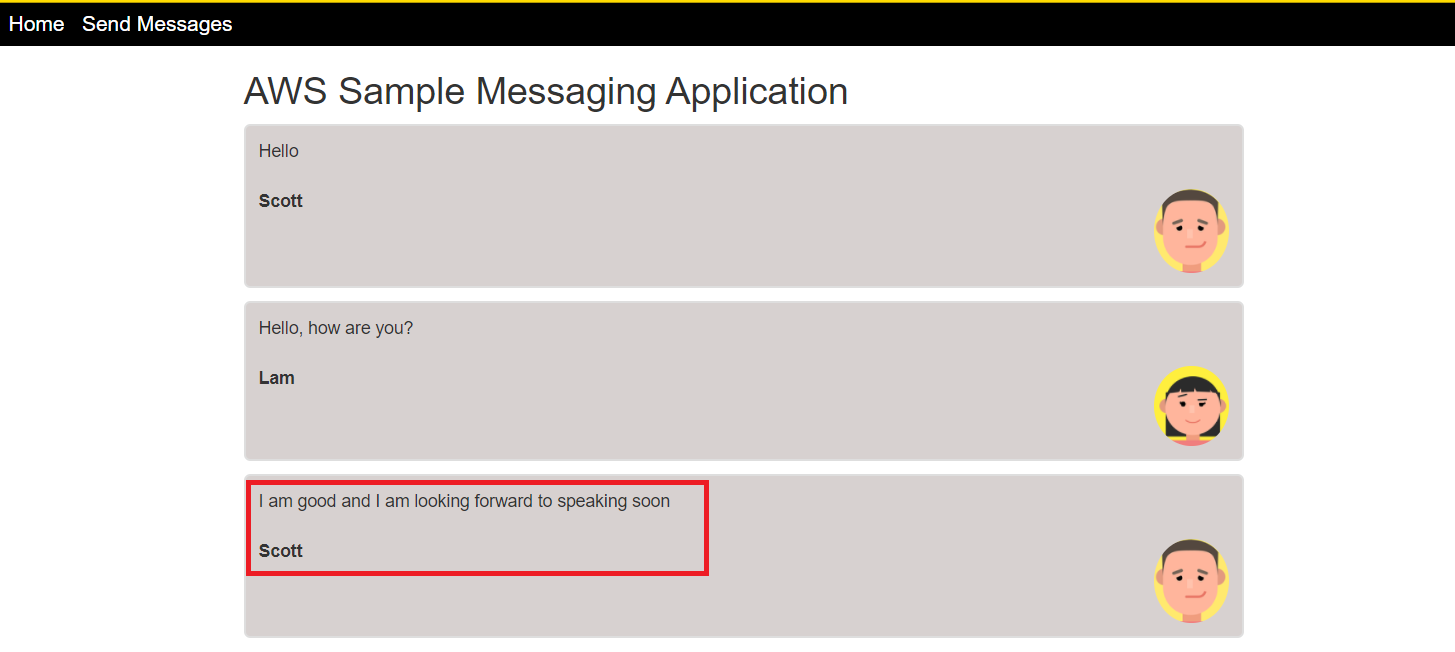 Home Send Messages
AWS Sample Messaging Application
Hello
Scott
Hello, how are you?
Lam
I am good and I am looking forward to speaking soon
Scott